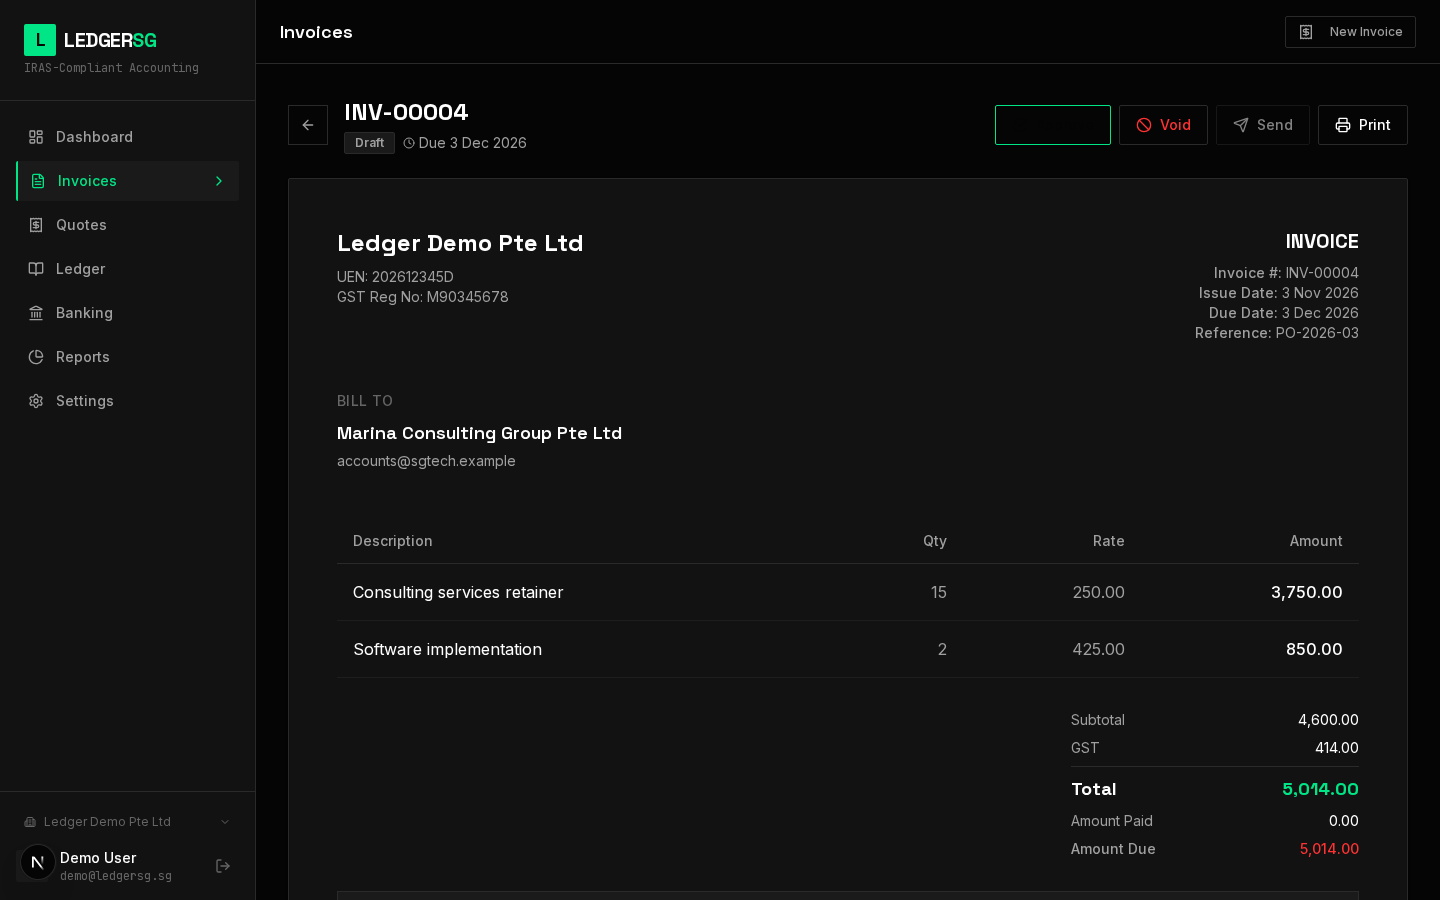 L LEDGERSG
IRAS-Compliant Accounting
Dashboard
Invoices
Quotes
Ledger
Banking
Reports
Settings
Ledger Demo Pte Ltd
N
Demo User
demo@ledgersg.sg
Invoices
New Invoice
INV-00004
Draft
Due 3 Dec 2026
Void
Send
Print
Ledger Demo Pte Ltd
UEN: 202612345D
GST Reg No: M90345678
INVOICE
Invoice #: INV-00004
Issue Date: 3 Nov 2026
Due Date: 3 Dec 2026
Reference: PO-2026-03
BILL TO
Marina Consulting Group Pte Ltd
accounts@sgtech.example
Description Qty Rate Amount
Consulting services retainer 15 250.00 3,750.00
Software implementation 2 425.00 850.00
Subtotal 4,600.00
GST 414.00
Total 5,014.00
Amount Paid 0.00
Amount Due 5,014.00